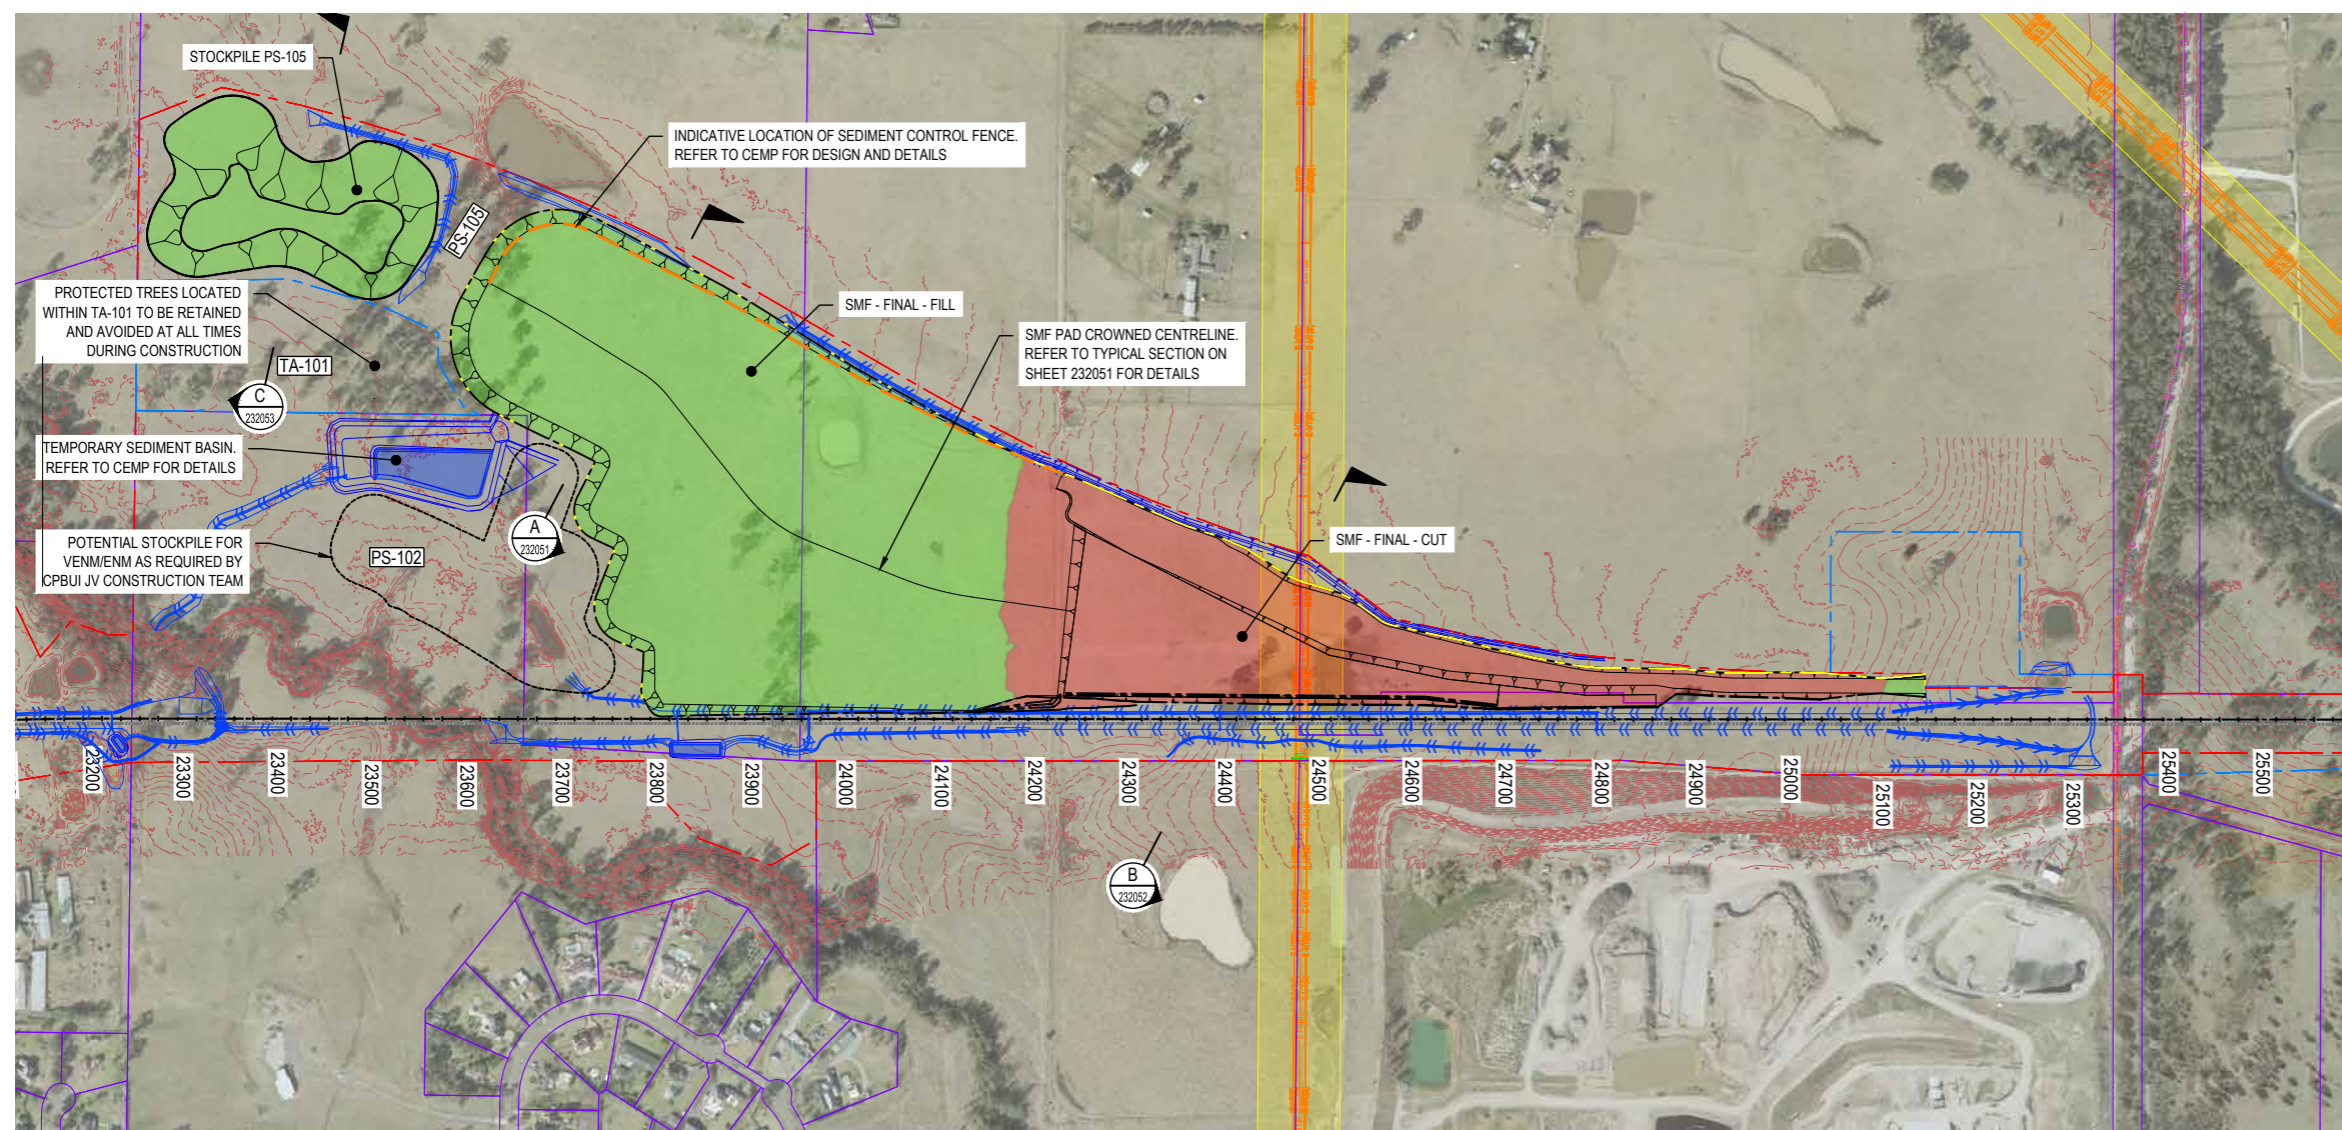 STOCKPILE PS-105
INDICATIVE LOCATION OF SEDIMENT CONTROL FENCE.
REFER TO CEMP FOR DESIGN AND DETAILS
PS-105
PROTECTED TREES LOCATED
WITHIN TA-101 TO BE RETAINED
AND AVOIDED AT ALL TIMES
DURING CONSTRUCTION
SMF - FINAL - FILL
SMF PAD CROWNED CENTRELINE.
REFER TO TYPICAL SECTION ON
SHEET 232051 FOR DETAILS
TA-101
C
232053
TEMPORARY SEDIMENT BASIN.
REFER TO CEMP FOR DETAILS
A
232051
POTENTIAL STOCKPILE FOR
VENM/ENM AS REQUIRED BY
CPBUI JV CONSTRUCTION TEAM
PS-102
SMF - FINAL - CUT
23200
23300
23400
23500
23600
23700
23800
23900
24000
24100
24200
24300
24400
24500
24600
24700
24800
24900
25000
25100
25200
25300
25400
25500
B
232052